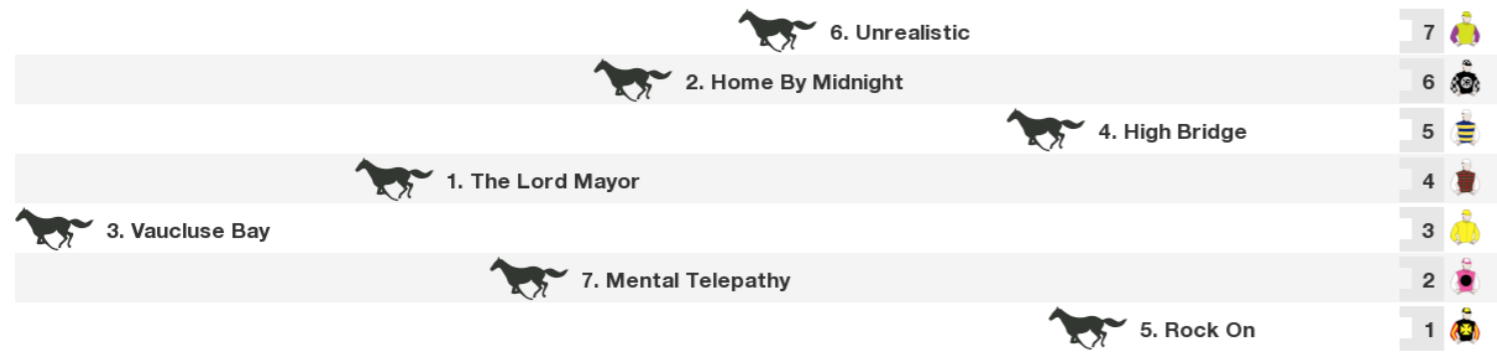 6. Unrealistic 7
2. Home By Midnight 6
4. High Bridge 5
1. The Lord Mayor 4
3. Vaucluse Bay 3
7. Mental Telepathy 2
5. Rock On 1